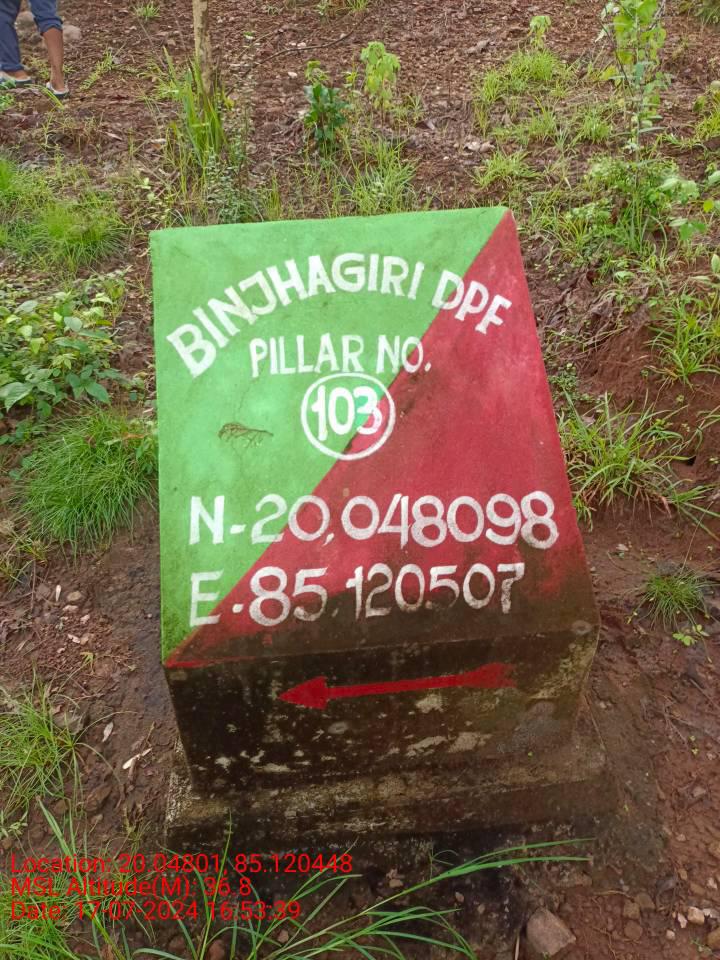 BINJHAGIRI DPF
PILLAR NO.
103
N-20,048098
E-85,120507
Location: 20.04801, 85.120448
MSL Altitude(M): 36.8
Date: 17-07-2024 16:53:39